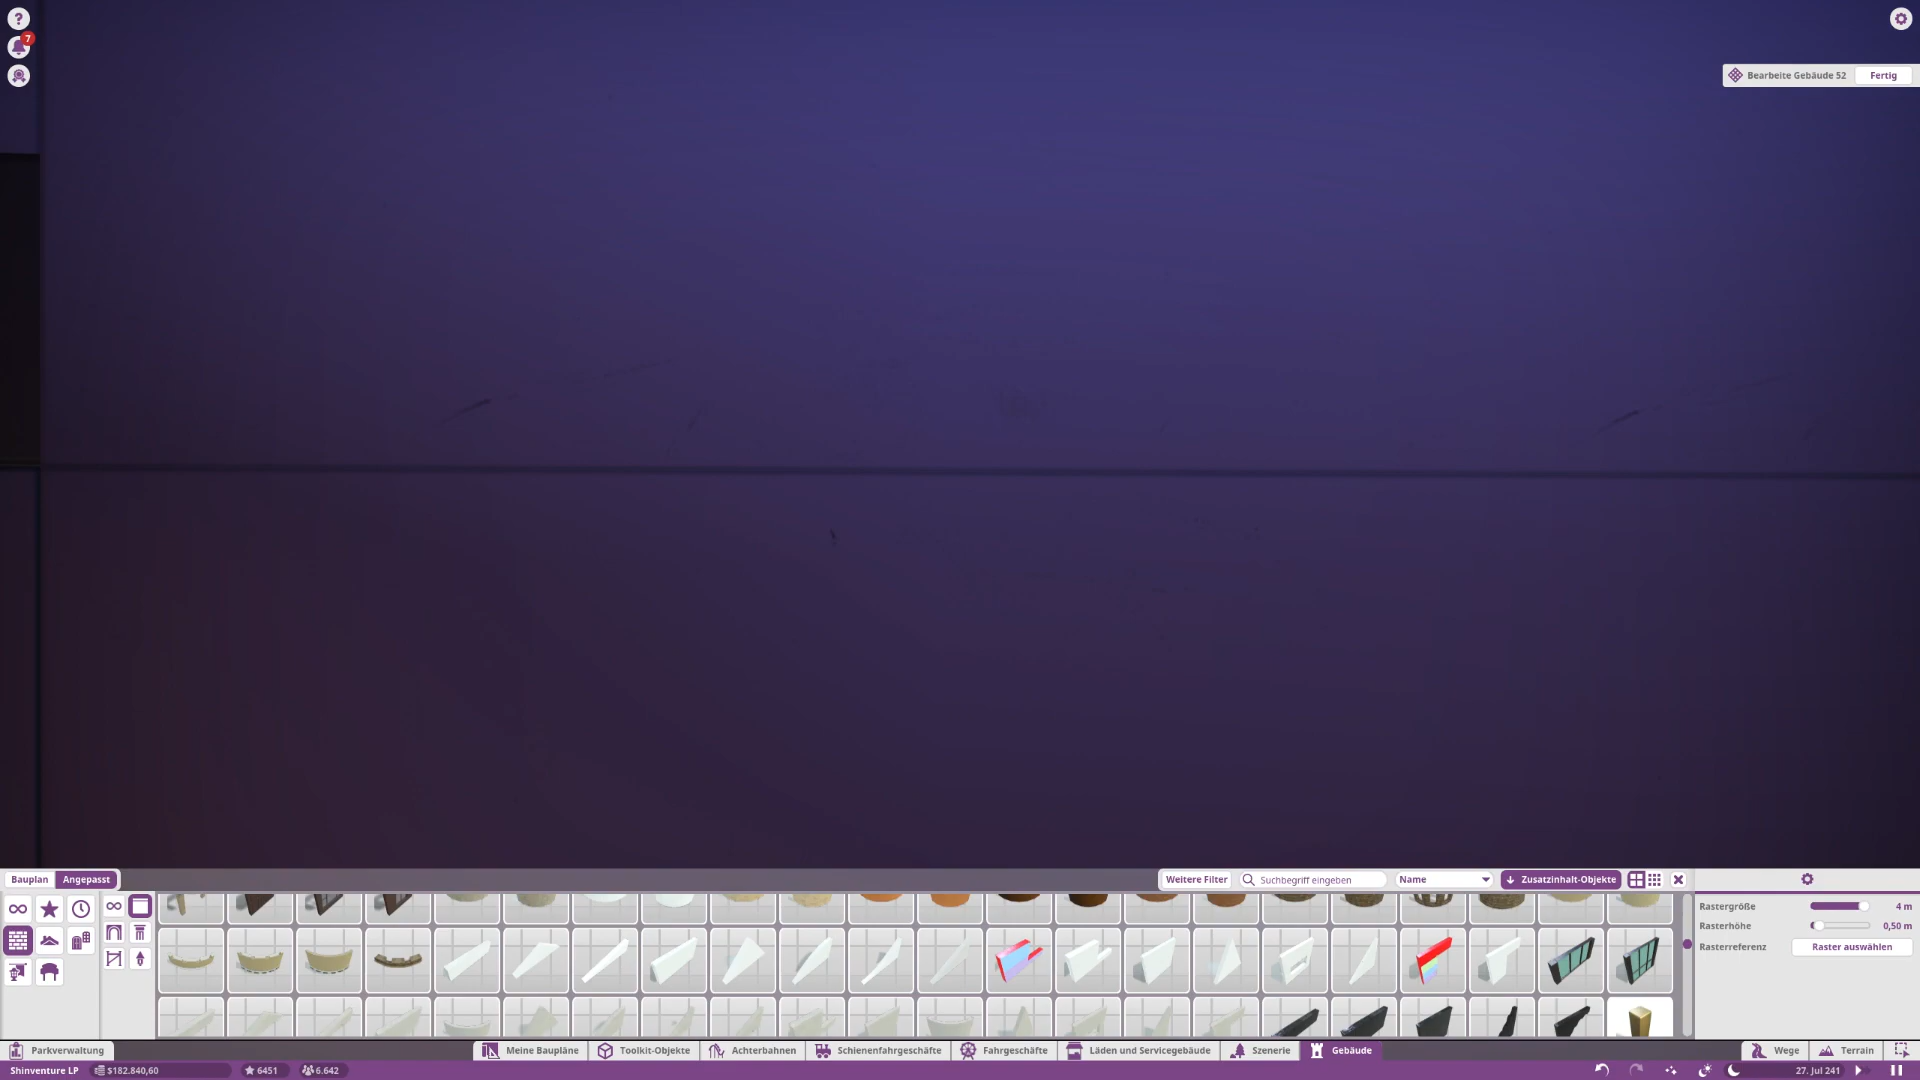 ?
7
Bearbeite Gebäude 52
Fertig
Bauplan
Angepasst
Weitere Filter
Suchbegriff eingeben
Name
Zusatzinhalt-Objekte
Rastergröße
4 m
Rasterhöhe
0,50 m
Rasterreferenz
Raster auswählen
Parkverwaltung
Meine Baupläne
Toolkit-Objekte
Achterbahnen
Schienenfahrgeschäfte
Fahrgeschäfte
Läden und Servicegebäude
Szenerie
Gebäude
Wege
Terrain
Shinventure LP
$182.840,60
6451
6.642
27. Jul 241